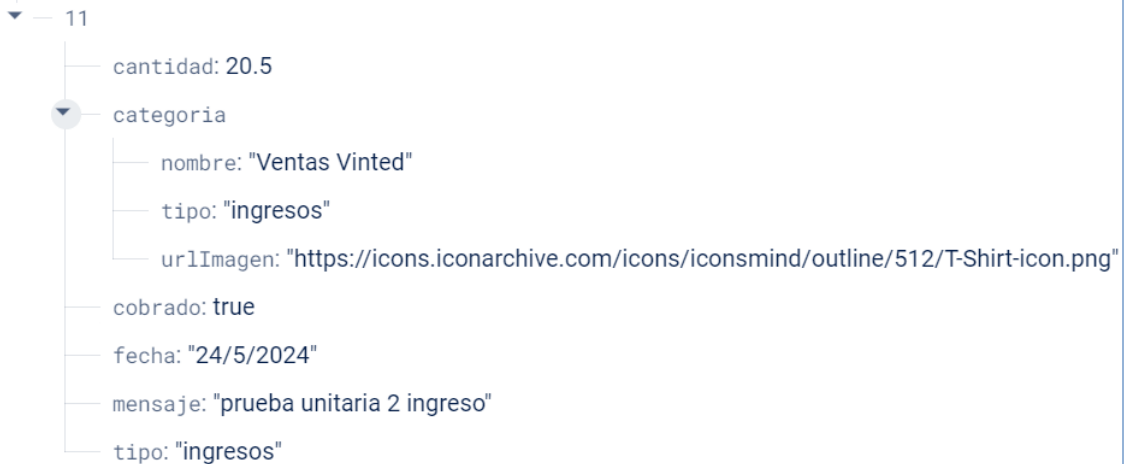 11
cantidad: 20.5
categoria
nombre: "Ventas Vinted"
tipo: "ingresos"
urlImagen: "https://icons.iconarchive.com/icons/iconsmind/outline/512/T-Shirt-icon.png"
cobrado: true
fecha: "24/5/2024"
mensaje: "prueba unitaria 2 ingreso"
tipo: "ingresos"